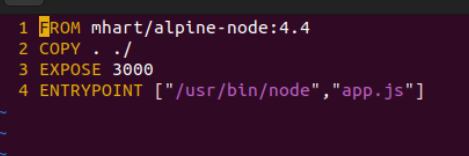 1 FROM mhart/alpine-node:4.4
2 COPY . ./
3 EXPOSE 3000
4 ENTRYPOINT ["/usr/bin/node","app.js"]
~
~
~